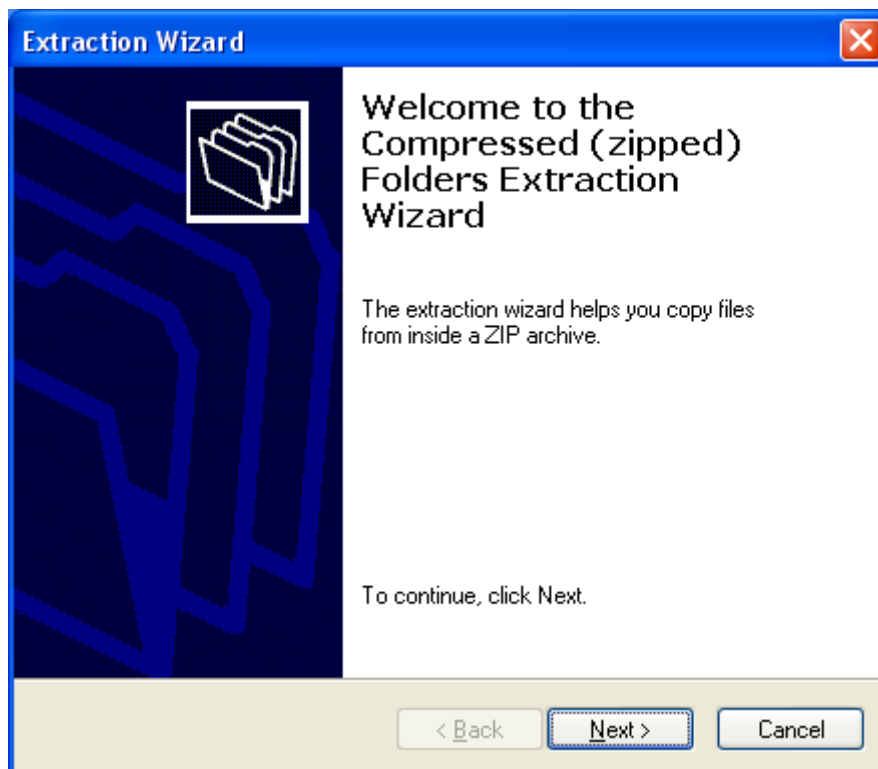 Extraction Wizard
Welcome to the
Compressed (zipped)
Folders Extraction
Wizard
The extraction wizard helps you copy files
from inside a ZIP archive.
To continue, click Next.
< Back
Next >
Cancel